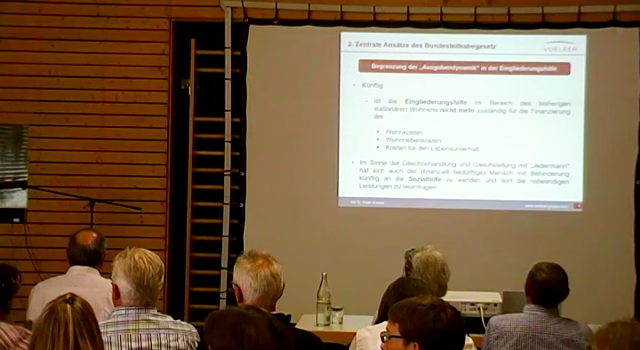 2. Zentrale Ansätze des Bundesteilhabegesetz
VOELKER
Begrenzung der „Ausgabendynamik" in der Eingliederungshilfe
• Künftig
- ist die Eingliederungshilfe im Bereich des bisherigen
stationären Wohnens nicht mehr zuständig für die Finanzierung
der
• Wohnkosten
• Wohnnebenkosten
• Kosten für den Lebensunterhalt
• Im Sinne der Gleichbehandlung und Gleichstellung mit „Jedermann"
hat sich auch der (finanziell bedürftige) Mensch mit Behinderung
künftig an die Sozialhilfe zu wenden und dort die notwendigen
Leistungen zu beantragen